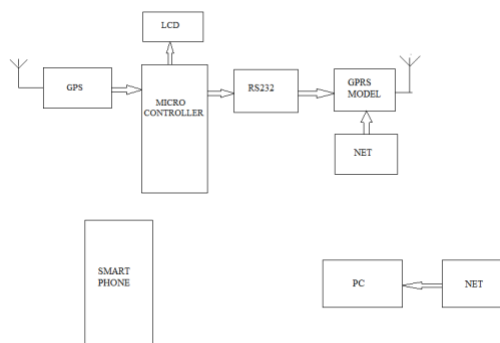 LCD
GPS
MICRO
CONTROLLER
RS232
GPRS
MODEL
NET
SMART
PHONE
PC
NET